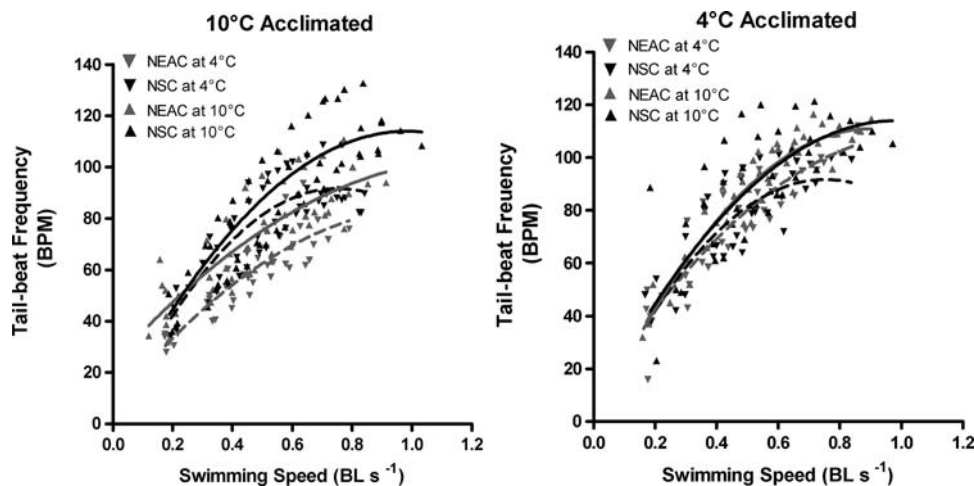 10°C Acclimated
NEAC at 4°C
NSC at 4°C
NEAC at 10°C
NSC at 10°C
140
120
100
80
60
40
20
0
0.0 0.2 0.4 0.6 0.8 1.0 1.2
Tail-beat Frequency
(BPM)
Swimming Speed (BL s -1)
4°C Acclimated
NEAC at 4°C
NSC at 4°C
NEAC at 10°C
NSC at 10°C
140
120
100
80
60
40
20
0
0.0 0.2 0.4 0.6 0.8 1.0 1.2
Tail-beat Freuency
(BPM)
Swimming Speed (BL s -1)